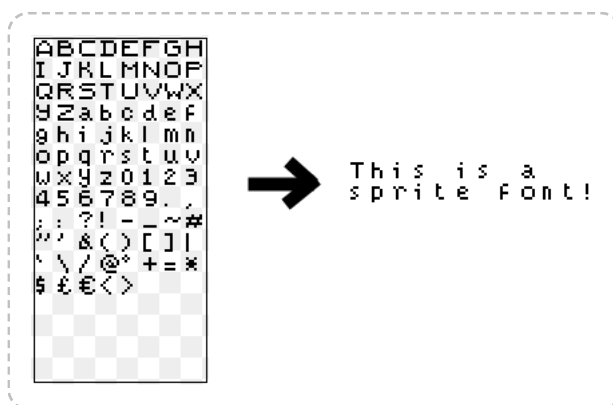 ABCDEFGH
IJKLMNOP
QRSTUVWX
YZabcdef
ghijklmn
opqrstuv
wxyz0123
456789.,
;:?!-_~#
"'&()[]|
`\/@°+=*
$£€<>
This is a
sprite font!